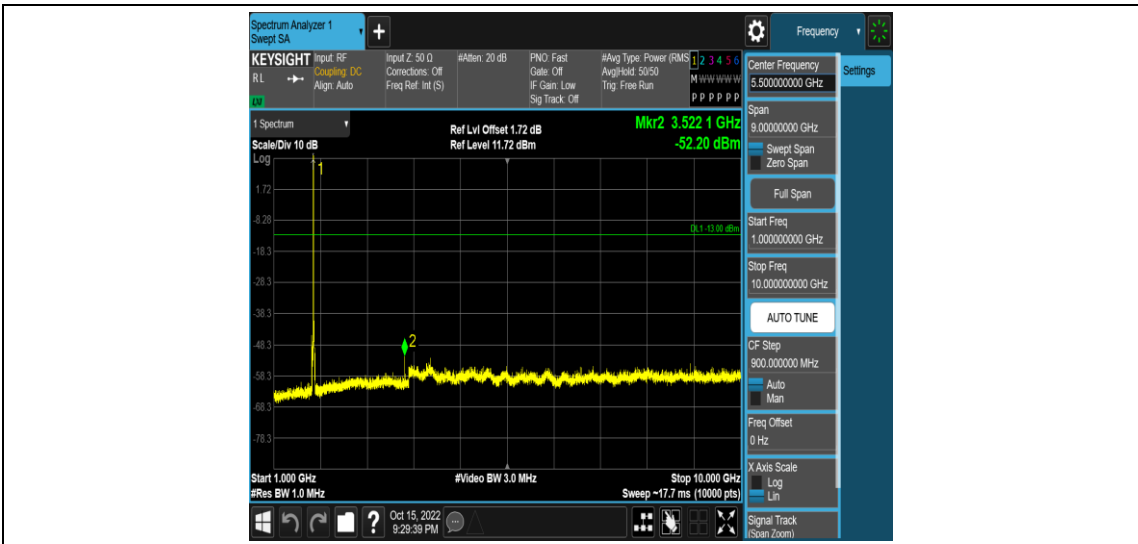 Spectrum Analyzer 1
Swept SA
+
Frequency
KEYSIGHT
RL
LXI
Input: RF
Coupling: DC
Align: Auto
Input Z: 50 Ω
Corrections: Off
Freq Ref: Int (S)
#Atten: 20 dB
PNO: Fast
Gate: Off
IF Gain: Low
Sig Track: Off
#Avg Type: Power (RMS
Avg|Hold: 50/50
Trig: Free Run
1 2 3 4 5 6
M W W W W W
P P P P P P
1 Spectrum
Scale/Div 10 dB
Ref Lvl Offset 1.72 dB
Ref Level 11.72 dBm
Mkr2 3.522 1 GHz
-52.20 dBm
Log
1
1.72
-8.28
DL1 -13.00 dBm
-18.3
-28.3
-38.3
-48.3
2
-58.3
-68.3
-78.3
Start 1.000 GHz
#Video BW 3.0 MHz
Stop 10.000 GHz
#Res BW 1.0 MHz
Sweep ~17.7 ms (10000 pts)
?
Oct 15, 2022
9:29:39 PM
Center Frequency
5.500000000 GHz
Settings
Span
9.00000000 GHz
Swept Span
Zero Span
Full Span
Start Freq
1.000000000 GHz
Stop Freq
10.000000000 GHz
AUTO TUNE
CF Step
900.000000 MHz
Auto
Man
Freq Offset
0 Hz
X Axis Scale
Log
Lin
Signal Track
(Span Zoom)